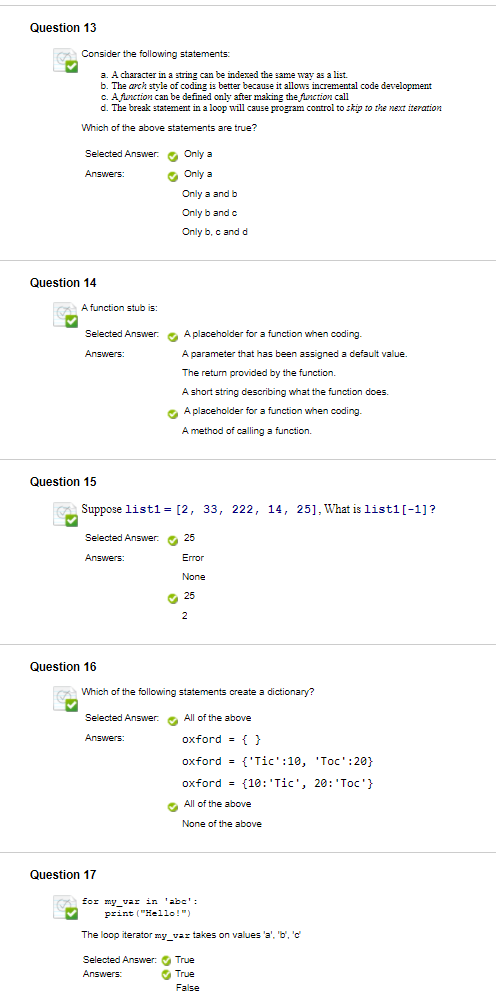 Question 13
Consider the following statements:
a. A character in a string can be indexed the same way as a list.
b. The arch style of coding is better because it allows incremental code development
c. A function can be defined only after making the function call
d. The break statement in a loop will cause program control to skip to the next iteration
Which of the above statements are true?
Selected Answer: Only a
Answers: Only a
Only a and b
Only b and c
Only b, c and d
Question 14
A function stub is:
Selected Answer: A placeholder for a function when coding.
Answers: A parameter that has been assigned a default value.
The return provided by the function.
A short string describing what the function does.
A placeholder for a function when coding.
A method of calling a function.
Question 15
Suppose list1 = [2, 33, 222, 14, 25], What is list1[-1]?
Selected Answer: 25
Answers: Error
None
25
2
Question 16
Which of the following statements create a dictionary?
Selected Answer: All of the above
Answers: oxford = { }
oxford = {'Tic':10, 'Toc':20}
oxford = {10:'Tic', 20:'Toc'}
All of the above
None of the above
Question 17
for my_var in 'abc':
print("Hello!")
The loop iterator my_var takes on values 'a', 'b', 'c'
Selected Answer: True
Answers: True
False